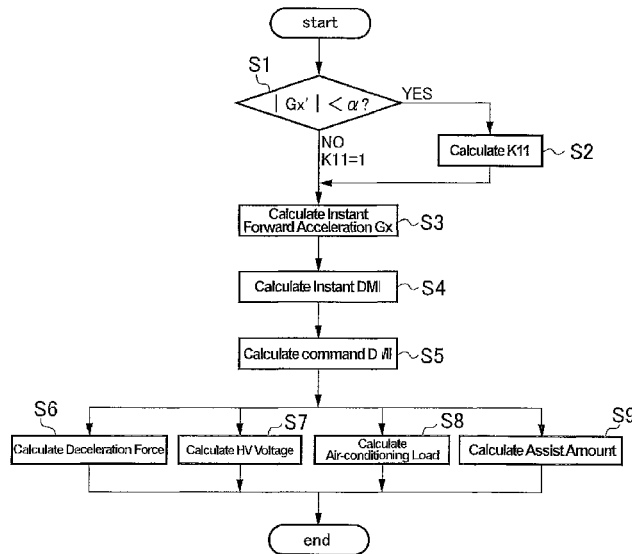 start
S1
| Gx' | < α?
YES
NO
K11=1
Calculate K11
S2
Calculate Instant
Forward Acceleration Gx
S3
Calculate Instant DMI
S4
Calculate command
S5
S6
Calculate Deceleration Force
S7
Calculate HV Voltage
S8
Calculate
Air-conditioning Load
S9
Calculate Assist Amount
end